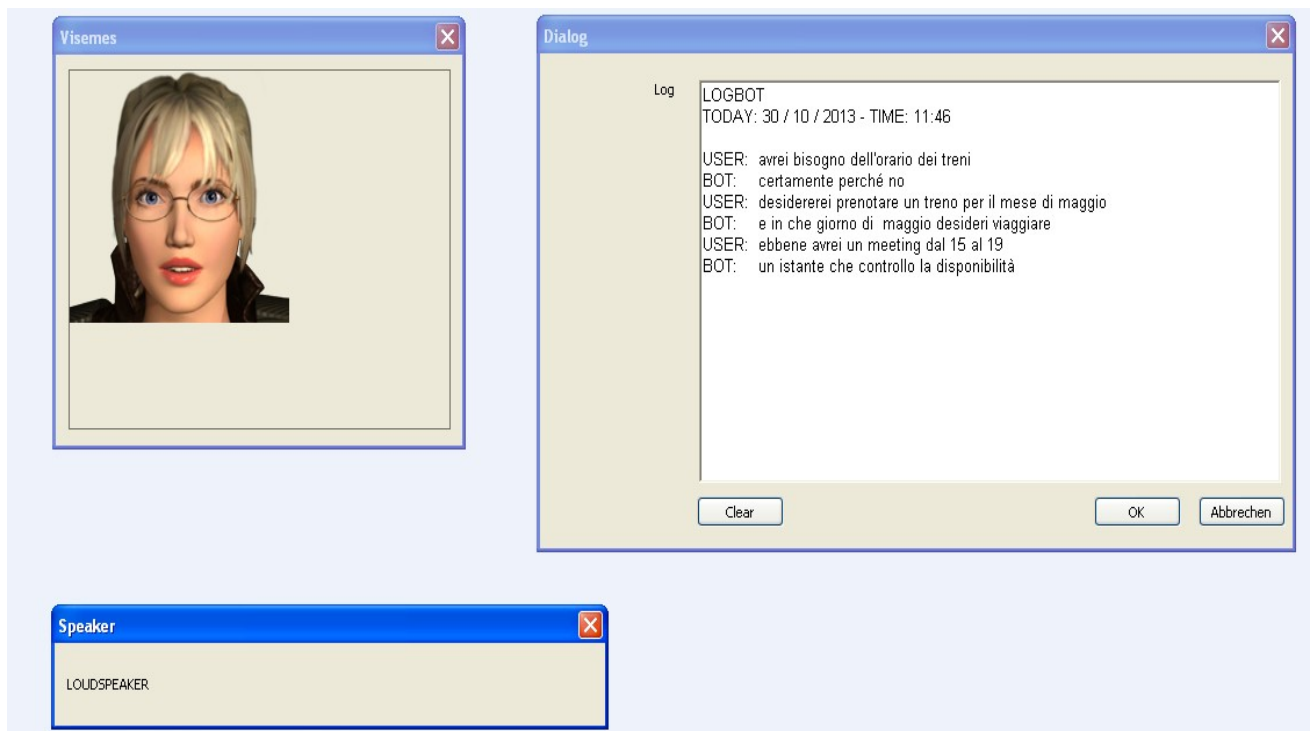 Visemes
Dialog
Log
LOGBOT
TODAY: 30 / 10 / 2013 - TIME: 11:46
USER: avrei bisogno dell'orario dei treni
BOT: certamente perché no
USER: desidererei prenotare un treno per il mese di maggio
BOT: e in che giorno di maggio desideri viaggiare
USER: ebbene avrei un meeting dal 15 al 19
BOT: un istante che controllo la disponibilità
Clear
OK
Abbrechen
Speaker
LOUDSPEAKER